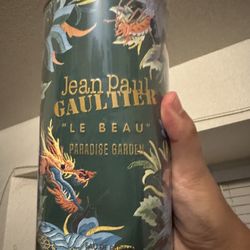 Jean Paul
GAULTIER
"LE BEAU"
PARADISE GARDEN